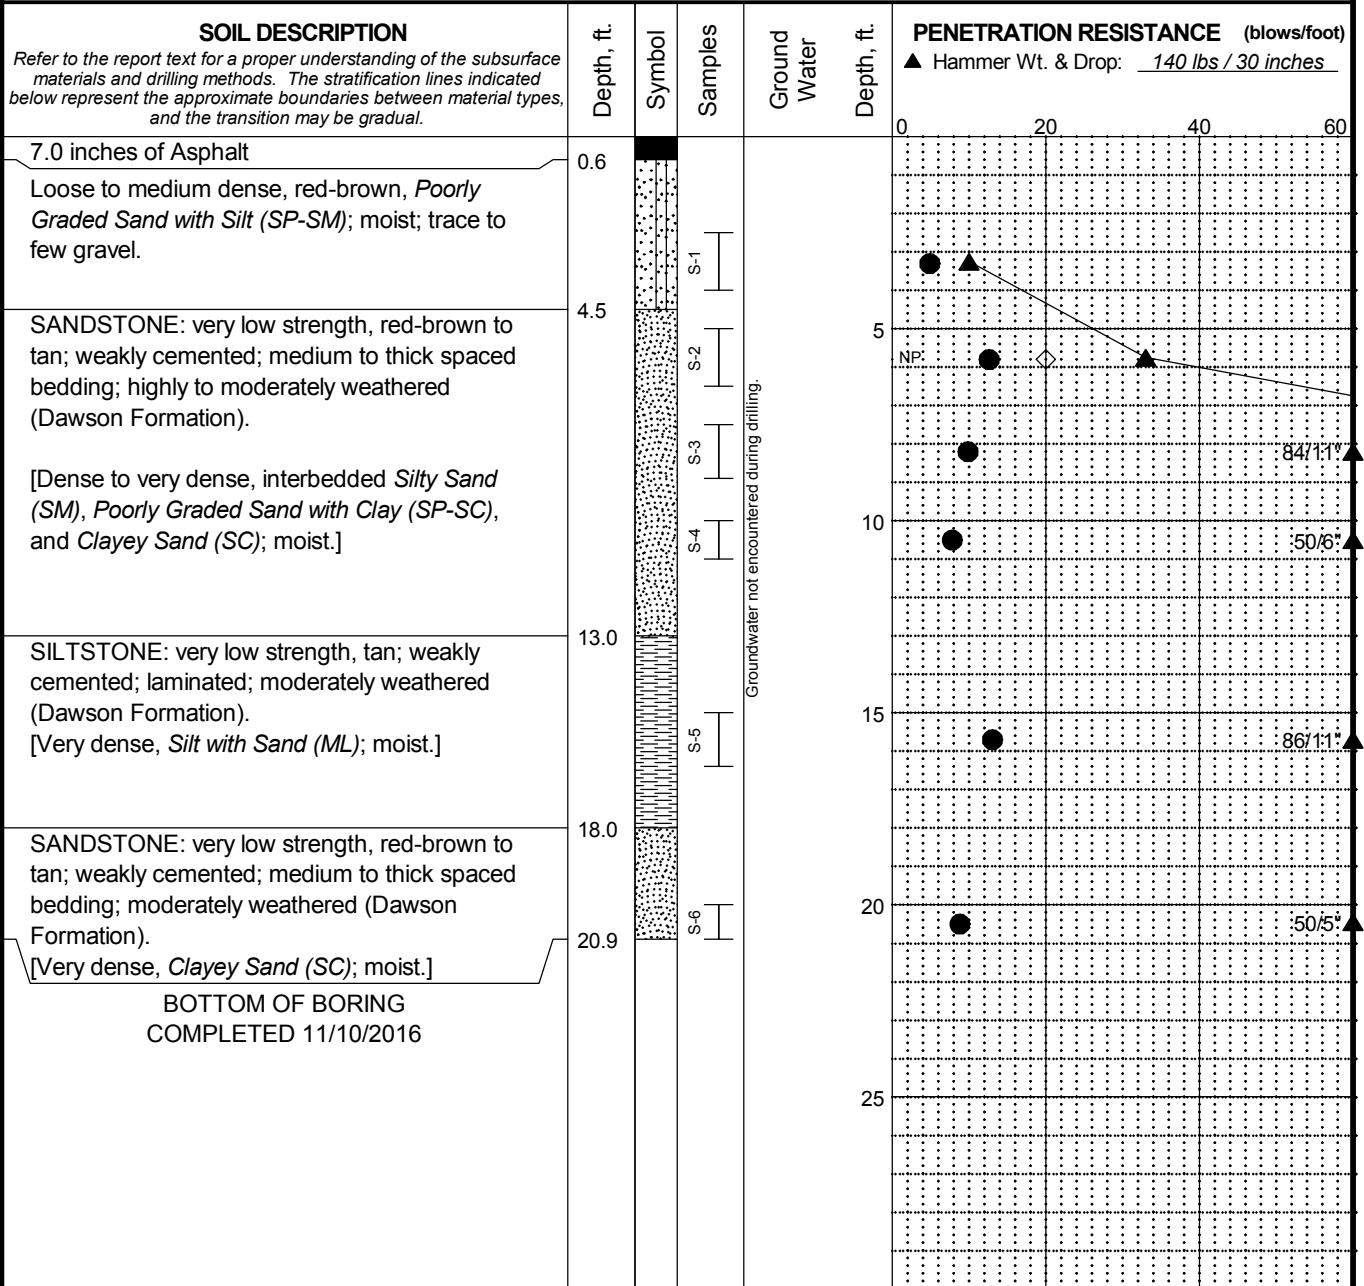 SOIL DESCRIPTION
Refer to the report text for a proper understanding of the subsurface
materials and drilling methods. The stratification lines indicated
below represent the approximate boundaries between material types,
and the transition may be gradual.
Depth, ft.
Symbol
Samples
Ground
Water
Depth, ft.
PENETRATION RESISTANCE (blows/foot)
▲ Hammer Wt. & Drop: 140 lbs / 30 inches
0 20 40 60
7.0 inches of Asphalt
0.6
Loose to medium dense, red-brown, Poorly
Graded Sand with Silt (SP-SM); moist; trace to
few gravel.
S-1
4.5
SANDSTONE: very low strength, red-brown to
tan; weakly cemented; medium to thick spaced
bedding; highly to moderately weathered
(Dawson Formation).
[Dense to very dense, interbedded Silty Sand
(SM), Poorly Graded Sand with Clay (SP-SC),
and Clayey Sand (SC); moist.]
S-2
S-3
S-4
Groundwater not encountered during drilling.
5
NP
84/11"
10
50/6"
13.0
SILTSTONE: very low strength, tan; weakly
cemented; laminated; moderately weathered
(Dawson Formation).
[Very dense, Silt with Sand (ML); moist.]
S-5
15
86/11"
18.0
SANDSTONE: very low strength, red-brown to
tan; weakly cemented; medium to thick spaced
bedding; moderately weathered (Dawson
Formation).
[Very dense, Clayey Sand (SC); moist.]
S-6
20
50/5"
20.9
BOTTOM OF BORING
COMPLETED 11/10/2016
25